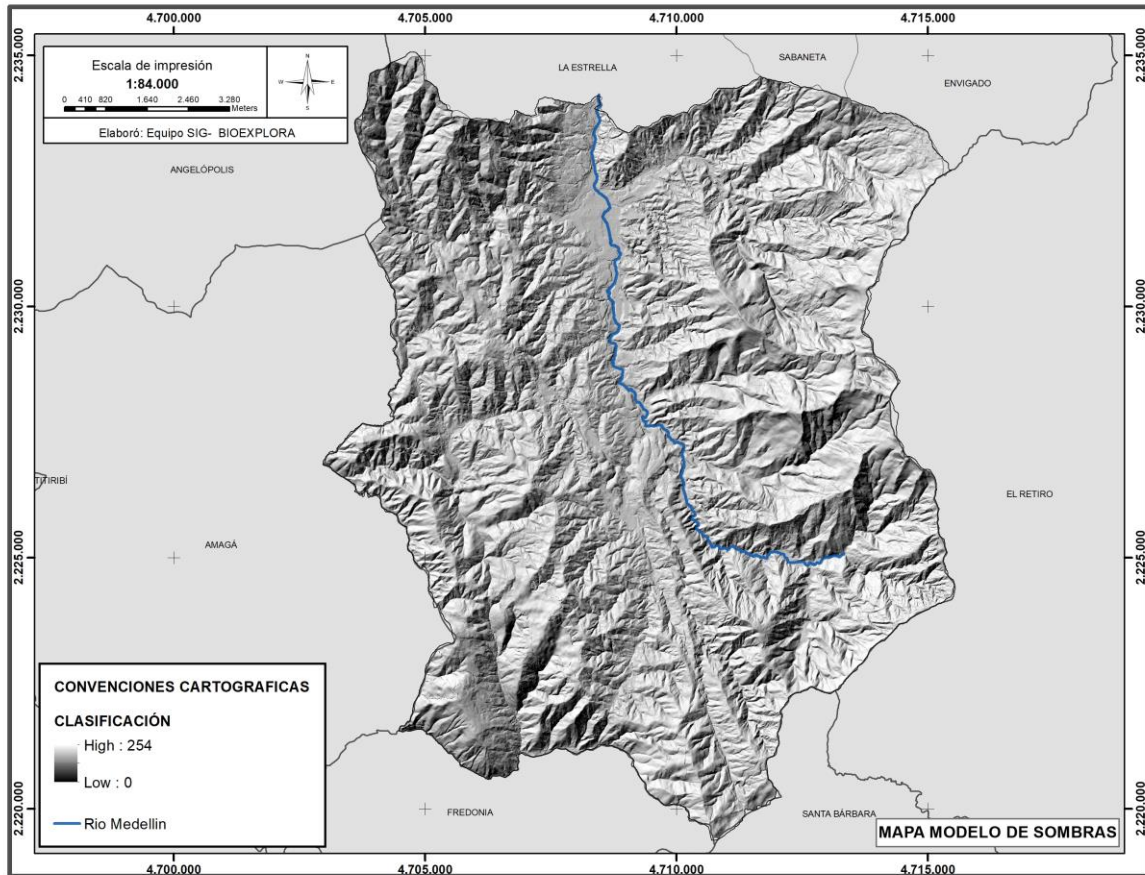 4.700.000 4.705.000 4.710.000 4.715.000
2.235.000 2.235.000
Escala de impresión
1:84.000
0 410 820 1.640 2.460 3.280
Meters
N
W E
S
Elaboró: Equipo SIG- BIOEXPLORA
LA ESTRELLA
SABANETA
ENVIGADO
ANGELÓPOLIS
2.230.000 2.230.000
TITIRIBÍ
EL RETIRO
AMAGÁ
2.225.000 2.225.000
CONVENCIONES CARTOGRAFICAS
CLASIFICACIÓN
High : 254
Low : 0
Rio Medellin
2.220.000 2.220.000
FREDONIA
SANTA BÁRBARA
MAPA MODELO DE SOMBRAS
4.700.000 4.705.000 4.710.000 4.715.000